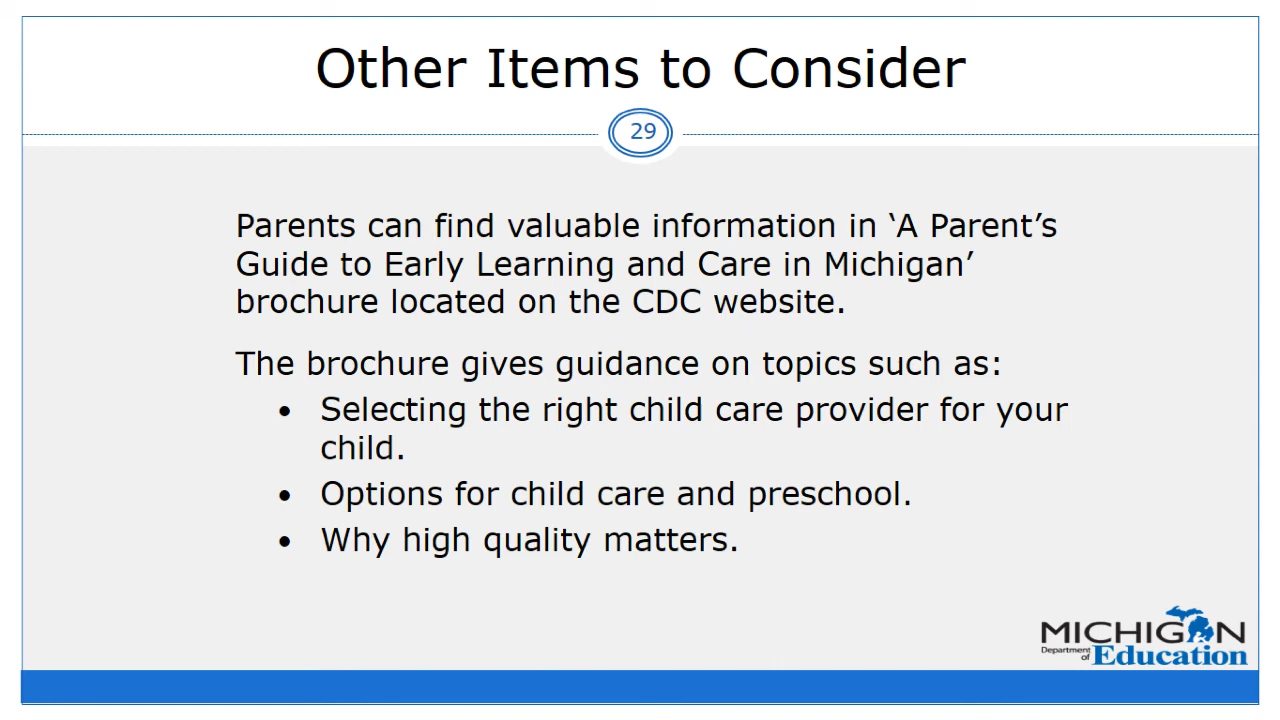 Other Items to Consider
29
Parents can find valuable information in ‘A Parent’s
Guide to Early Learning and Care in Michigan’
brochure located on the CDC website.
The brochure gives guidance on topics such as:
• Selecting the right child care provider for your
child.
• Options for child care and preschool.
• Why high quality matters.
MICHIGAN
Department of Education